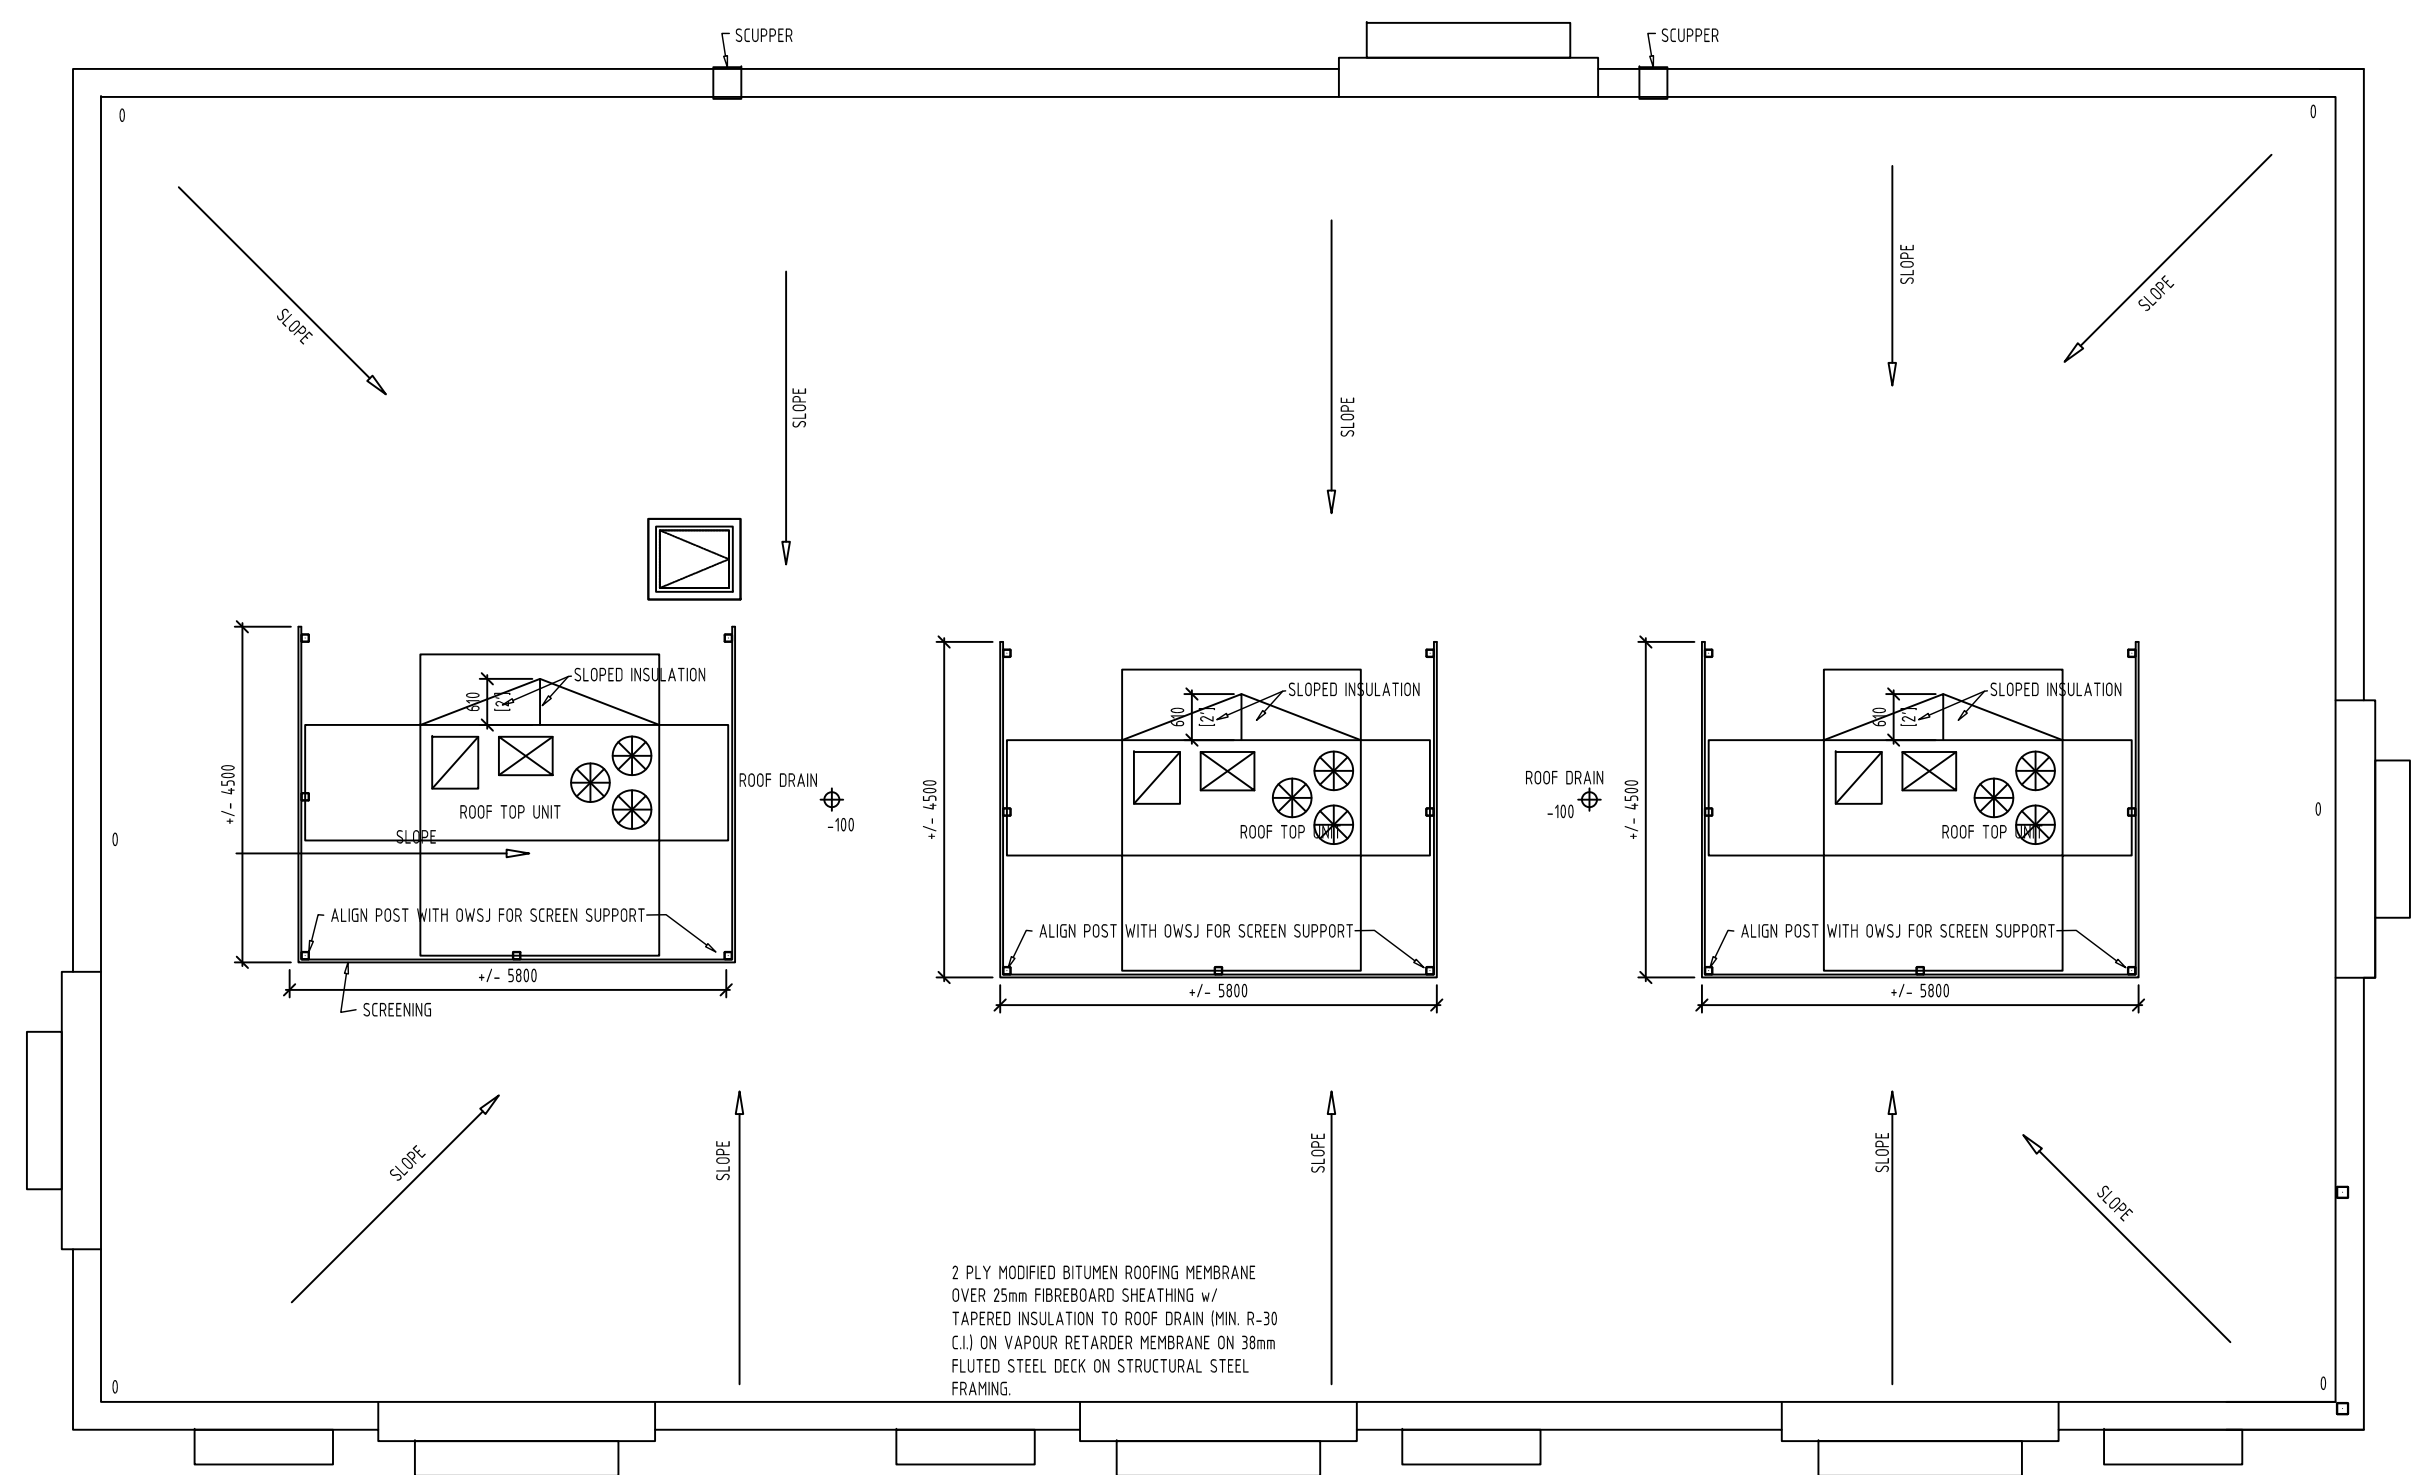 SCUPPER
SCUPPER
0
0
SLOPE
SLOPE
SLOPE
SLOPE
SLOPE
SLOPED INSULATION
610
[2']
+/- 4500
ROOF TOP UNIT
SLOPE
ALIGN POST WITH OWSJ FOR SCREEN SUPPORT
+/- 5800
SCREENING
ROOF DRAIN
-100
SLOPED INSULATION
610
[2']
+/- 4500
ROOF TOP UNIT
ALIGN POST WITH OWSJ FOR SCREEN SUPPORT
+/- 5800
ROOF DRAIN
-100
SLOPED INSULATION
610
[2']
+/- 4500
ROOF TOP UNIT
ALIGN POST WITH OWSJ FOR SCREEN SUPPORT
+/- 5800
0
0
SLOPE
SLOPE
SLOPE
SLOPE
SLOPE
2 PLY MODIFIED BITUMEN ROOFING MEMBRANE
OVER 25mm FIBREBOARD SHEATHING w/
TAPERED INSULATION TO ROOF DRAIN (MIN. R-30
C.I.) ON VAPOUR RETARDER MEMBRANE ON 38mm
FLUTED STEEL DECK ON STRUCTURAL STEEL
FRAMING.
0
0